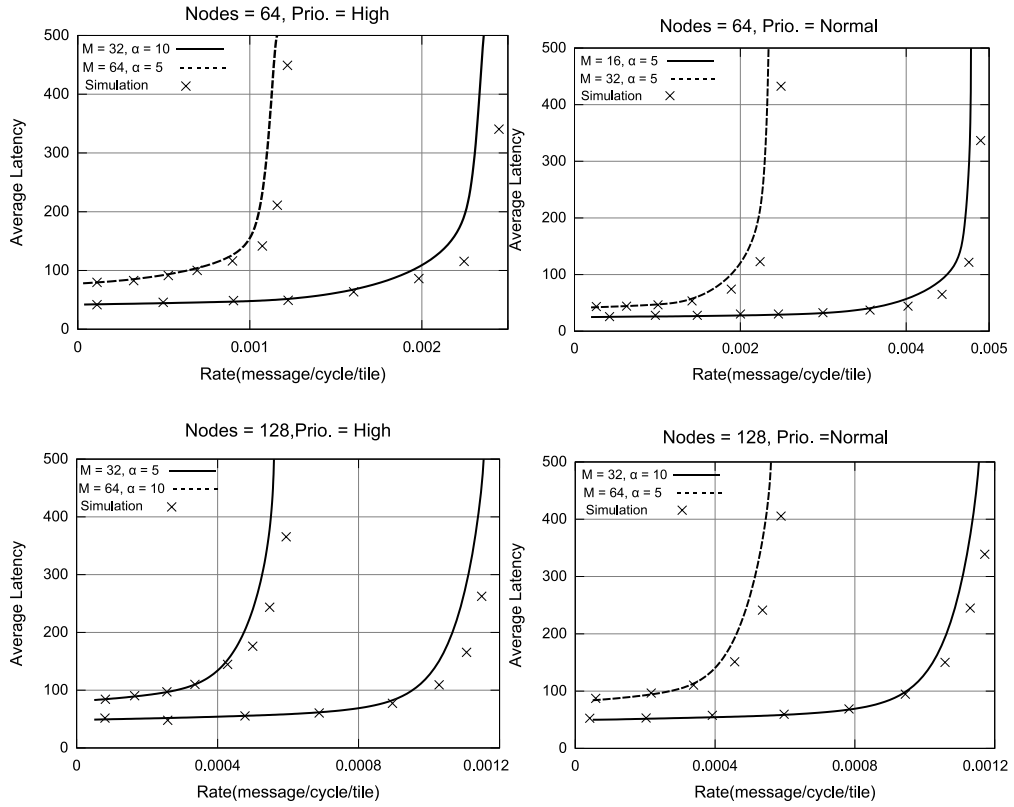 Nodes = 64, Prio. = High
500
400
300
200
100
0
Average Latency
M = 32, α = 10
M = 64, α = 5
Simulation
0
0.001
0.002
Rate(message/cycle/tile)
Nodes = 64, Prio. = Normal
500
400
300
200
100
0
Average Latency
M = 16, α = 5
M = 32, α = 5
Simulation
0
0.002
0.004
0.005
Rate(message/cycle/tile)
Nodes = 128,Prio. = High
500
400
300
200
100
0
Average Latency
M = 32, α = 5
M = 64, α = 10
Simulation
0
0.0004
0.0008
0.0012
Rate(message/cycle/tile)
Nodes = 128, Prio. =Normal
500
400
300
200
100
0
Average Latency
M = 32, α = 10
M = 64, α = 5
Simulation
0
0.0004
0.0008
0.0012
Rate(message/cycle/tile)